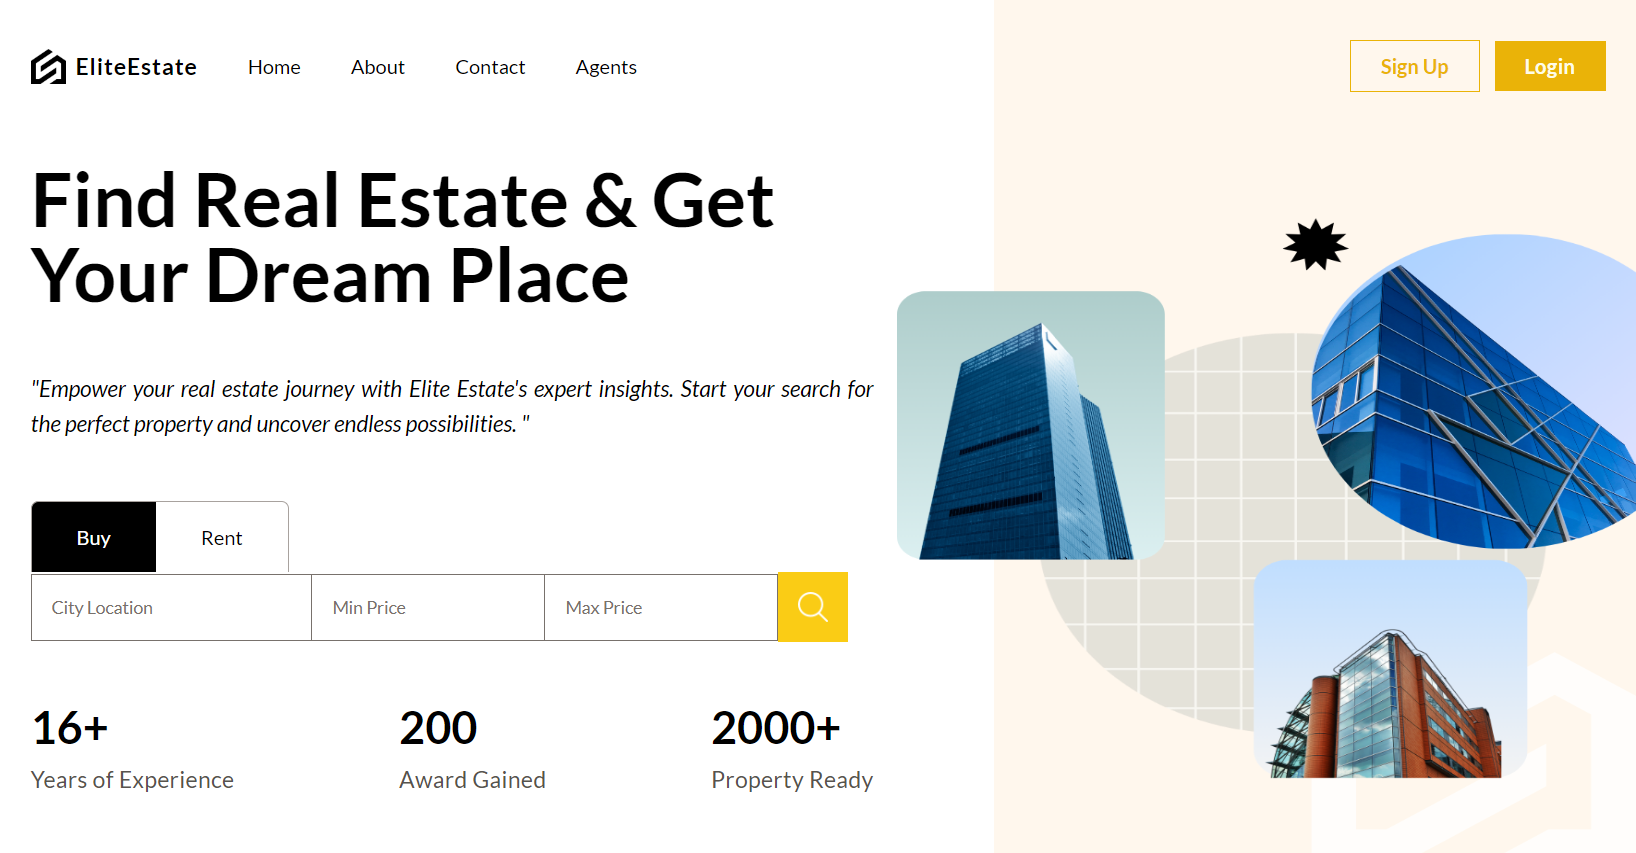 EliteEstate
Home
About
Contact
Agents
Sign Up
Login
Find Real Estate & Get
Your Dream Place
"Empower your real estate journey with Elite Estate's expert insights. Start your search for
the perfect property and uncover endless possibilities. "
Buy
Rent
City Location
Min Price
Max Price
16+
Years of Experience
200
Award Gained
2000+
Property Ready